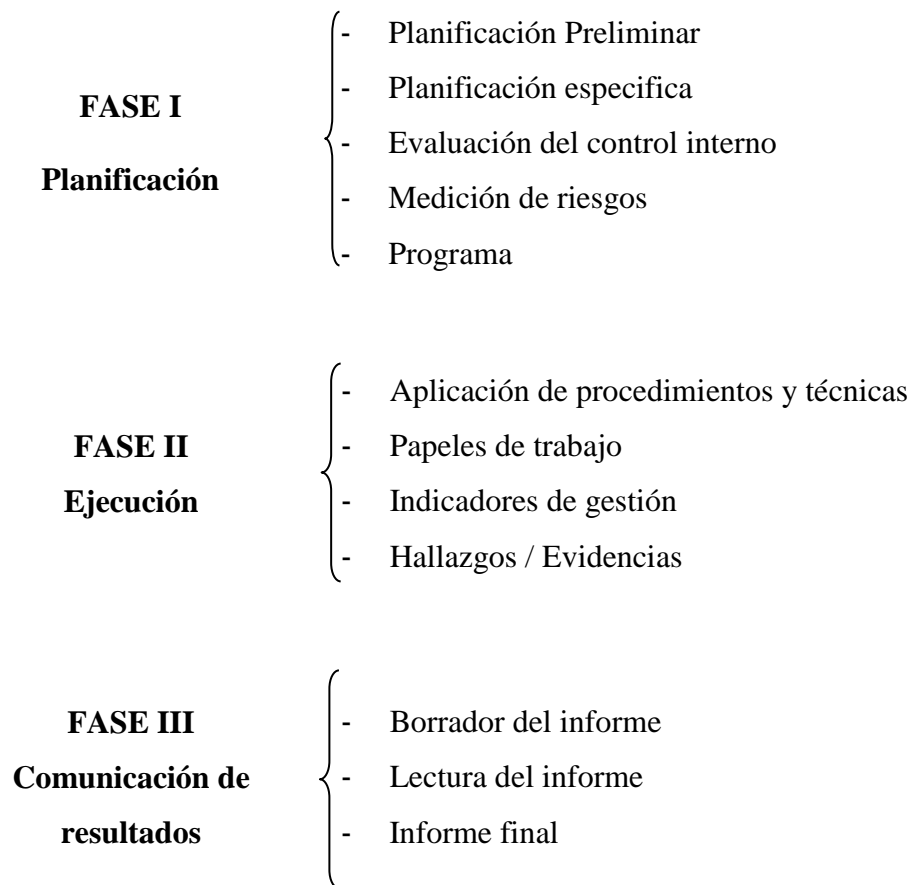 FASE I
Planificación
- Planificación Preliminar
- Planificación especifica
- Evaluación del control interno
- Medición de riesgos
- Programa
FASE II
Ejecución
- Aplicación de procedimientos y técnicas
- Papeles de trabajo
- Indicadores de gestión
- Hallazgos / Evidencias
FASE III
Comunicación de
resultados
- Borrador del informe
- Lectura del informe
- Informe final